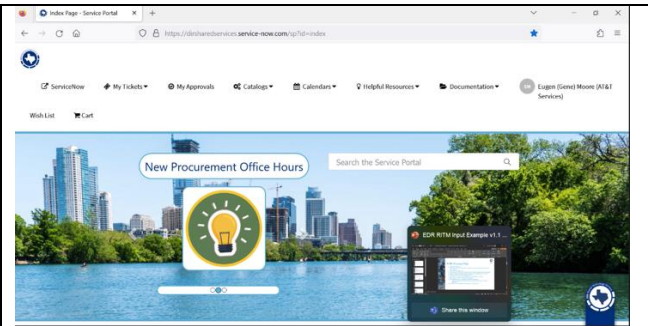 Index Page - Service Portal
https://dirsharedservices.service-now.com/sp?id=index
ServiceNow My Tickets My Approvals Catalogs Calendars Helpful Resources Documentation EM Eugen (Gene) Moore (AT&T
Services)
Wish List Cart
New Procurement Office Hours
Search the Service Portal
EDR RITM Input Example v1.1 ...
Share this window